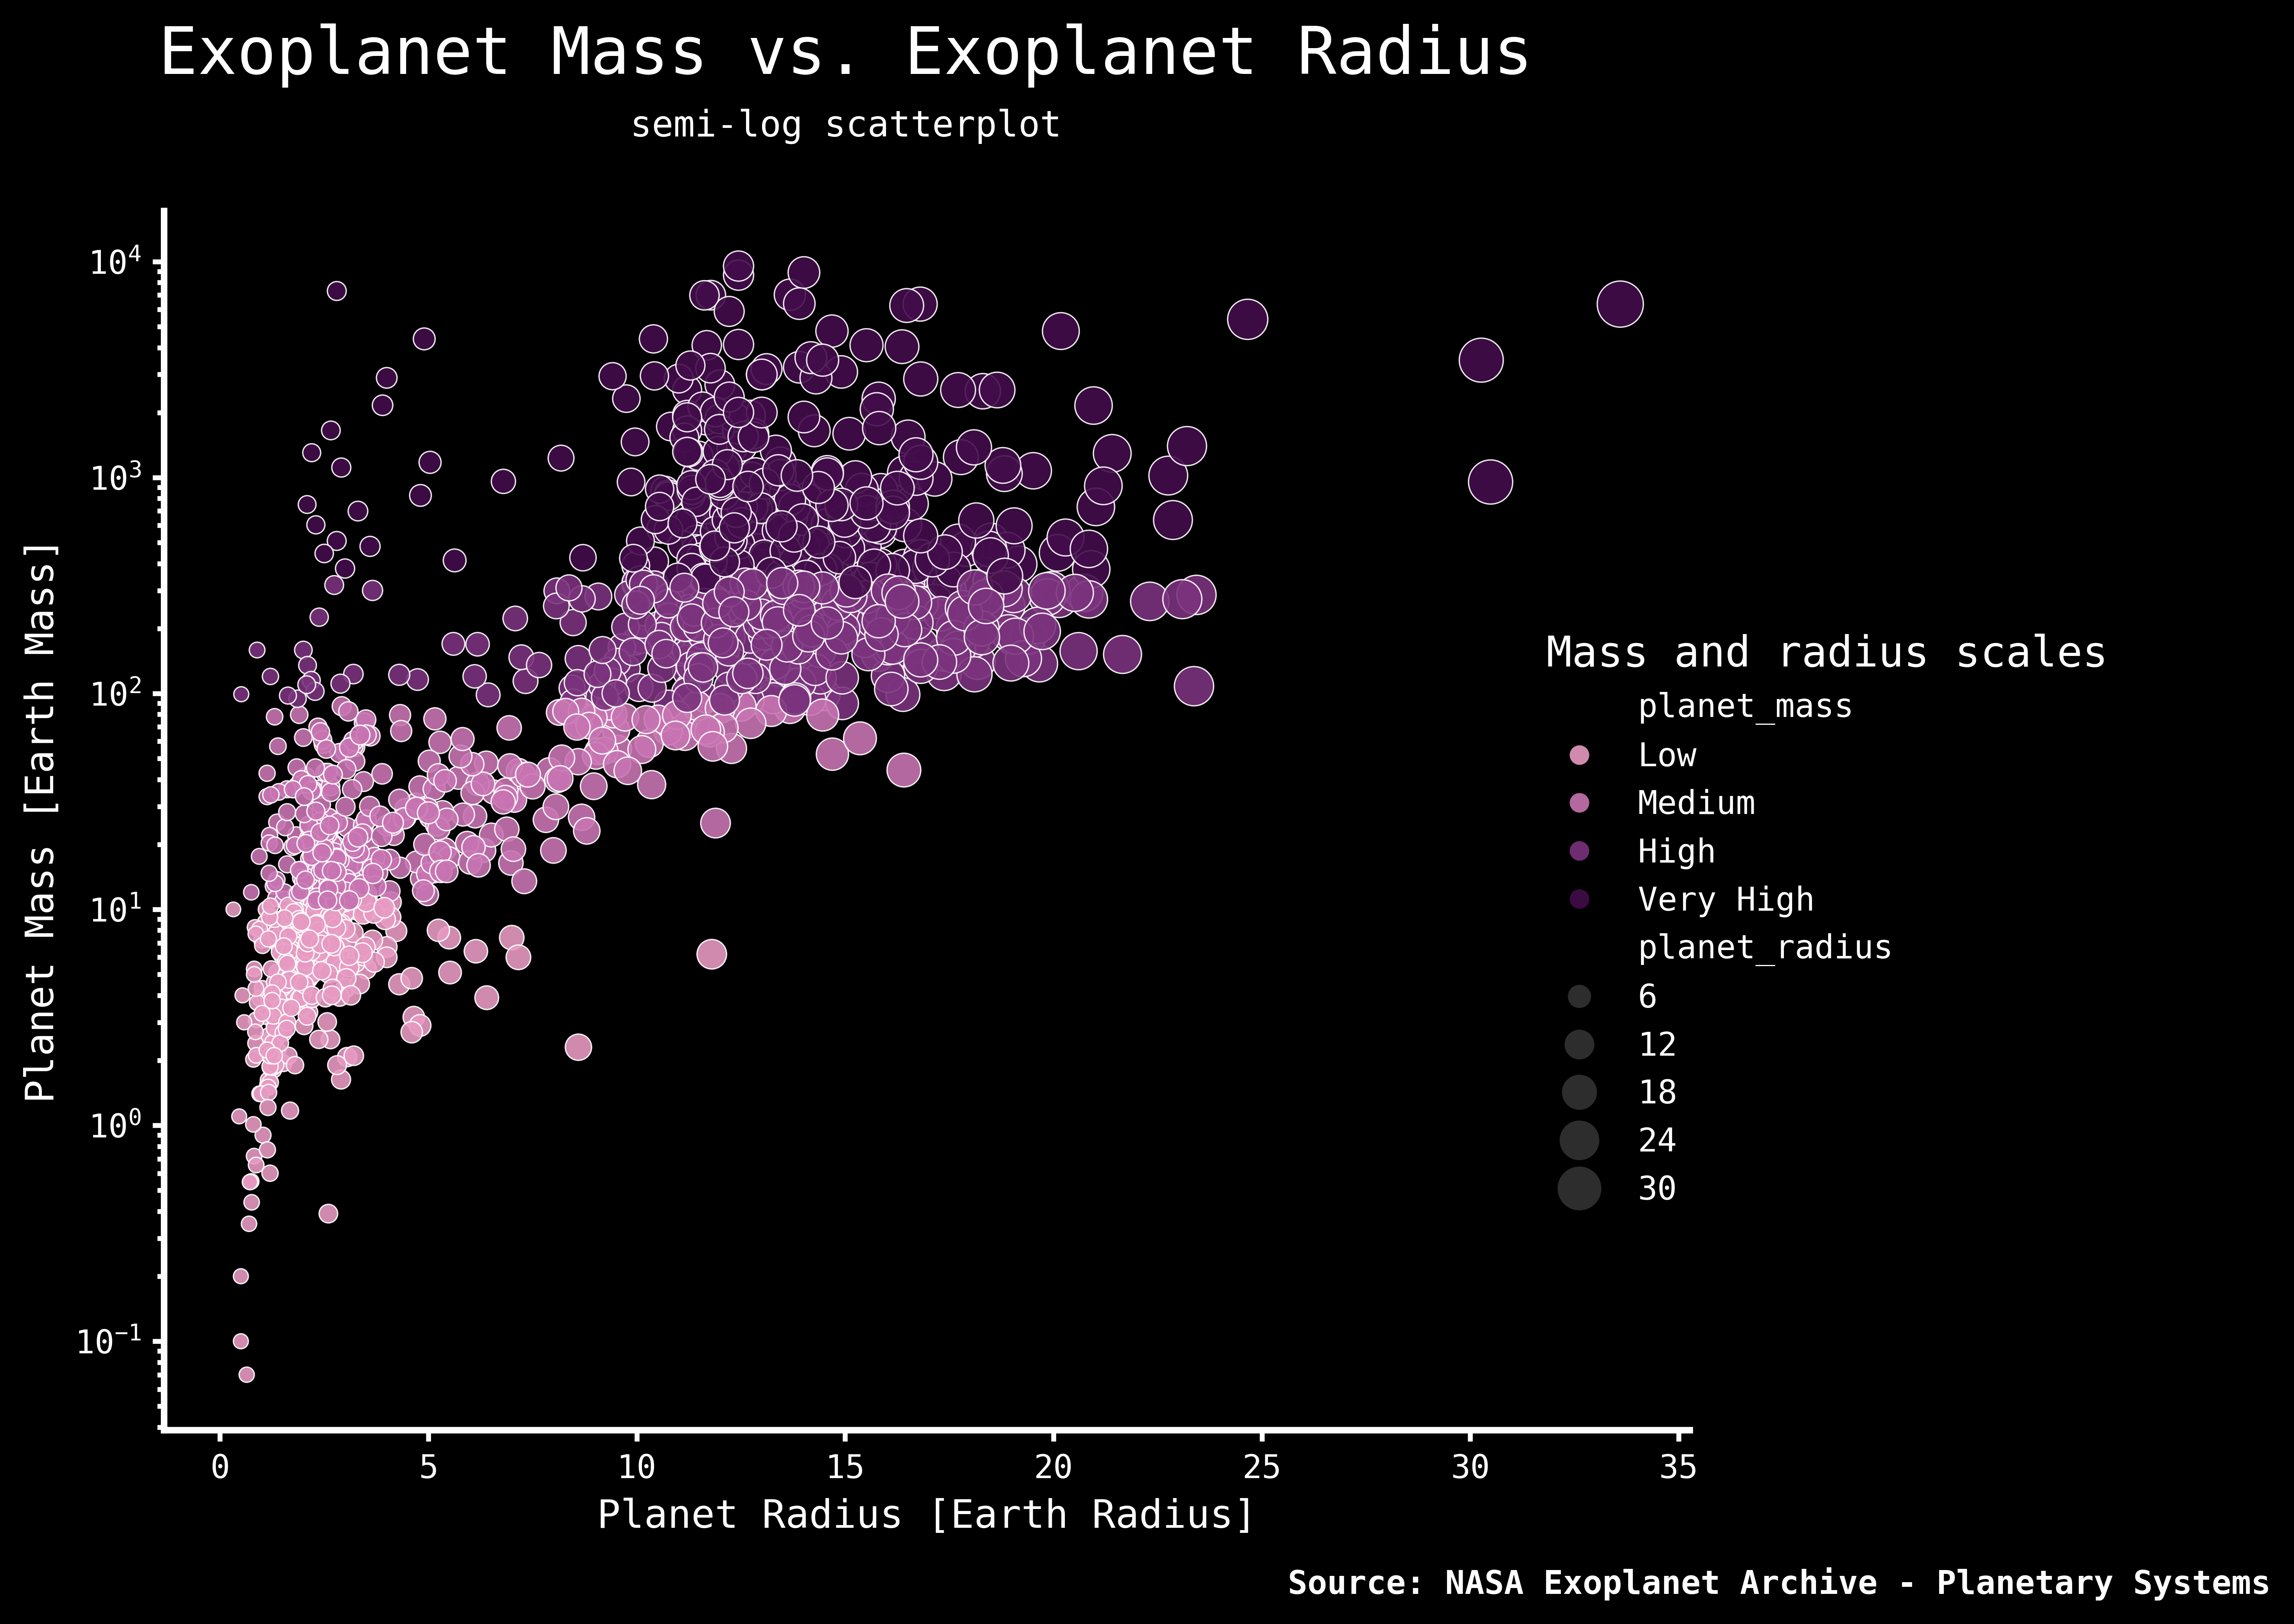 Exoplanet Mass vs. Exoplanet Radius
semi-log scatterplot
Planet Mass [Earth Mass]
10⁴
10³
10²
10¹
10⁰
10⁻¹
0 5 10 15 20 25 30 35
Planet Radius [Earth Radius]
Mass and radius scales
planet_mass
Low
Medium
High
Very High
planet_radius
6
12
18
24
30
Source: NASA Exoplanet Archive - Planetary Systems